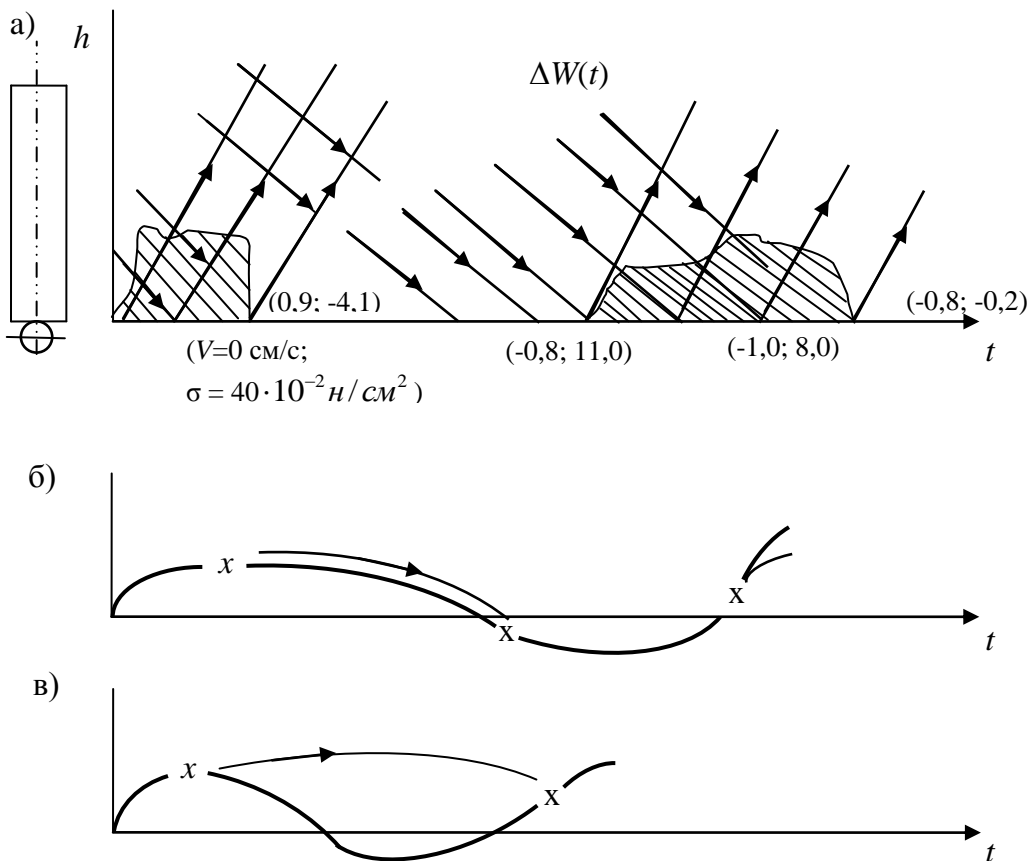 а)
h
ΔW(t)
(0,9; -4,1)
(-0,8; -0,2)
t
(V=0 см/с;
σ = 40·10⁻² н/см² )
(-0,8; 11,0)
(-1,0; 8,0)
б)
x
x
x
t
в)
x
x
t